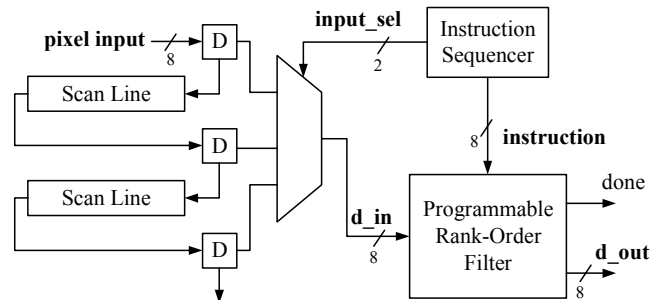 pixel input
8
D
input_sel
2
Instruction
Sequencer
Scan Line
D
8
instruction
Scan Line
D
d_in
8
Programmable
Rank-Order
Filter
done
d_out
8